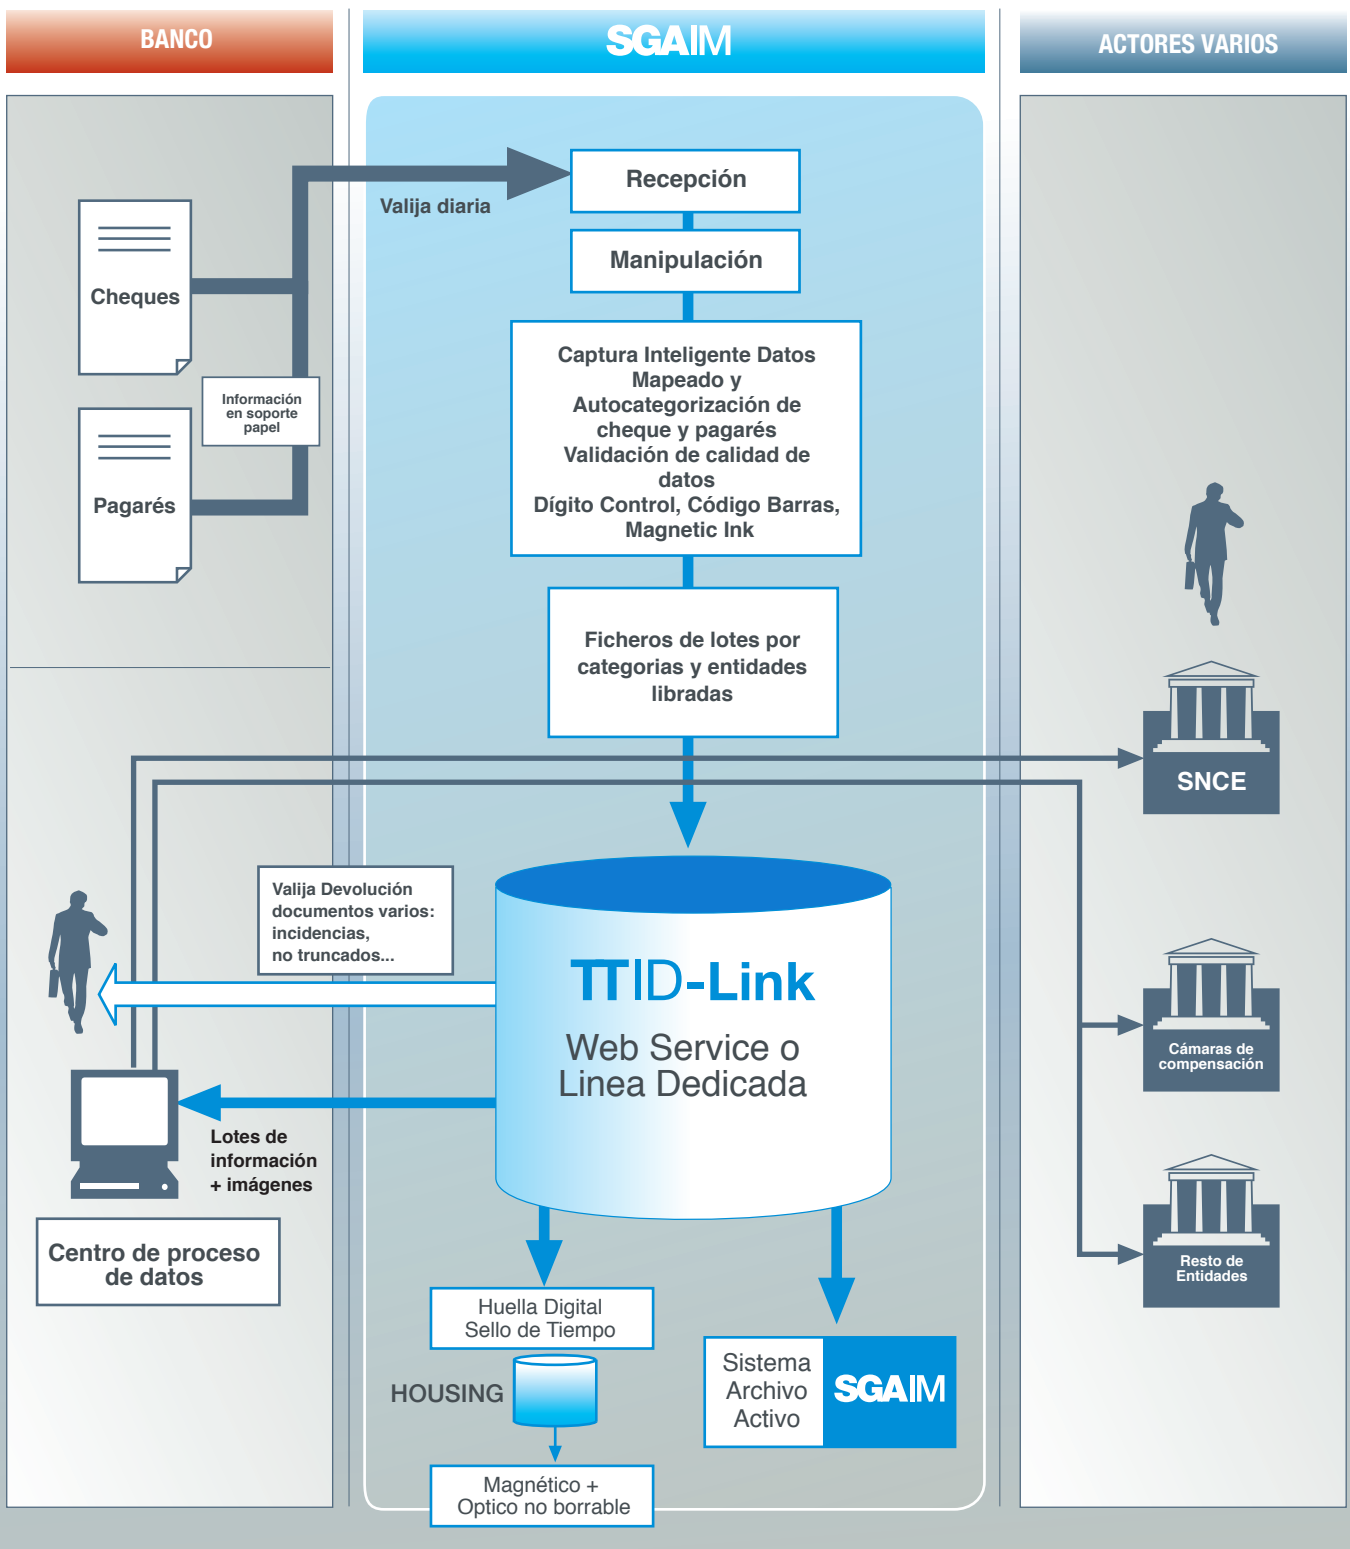 BANCO
SGAIM
ACTORES VARIOS
Cheques
Pagarés
Información
en soporte
papel
Valija diaria
Recepción
Manipulación
Captura Inteligente Datos
Mapeado y
Autocategorización de
cheque y pagarés
Validación de calidad de
datos
Dígito Control, Código Barras,
Magnetic Ink
Ficheros de lotes por
categorias y entidades
libradas
SNCE
Valija Devolución
documentos varios:
incidencias,
no truncados...
TTID-Link
Web Service o
Linea Dedicada
Cámaras de
compensación
Lotes de
información
+ imágenes
Centro de proceso
de datos
Resto de
Entidades
Huella Digital
Sello de Tiempo
HOUSING
Sistema
Archivo
Activo
SGAIM
Magnético +
Optico no borrable